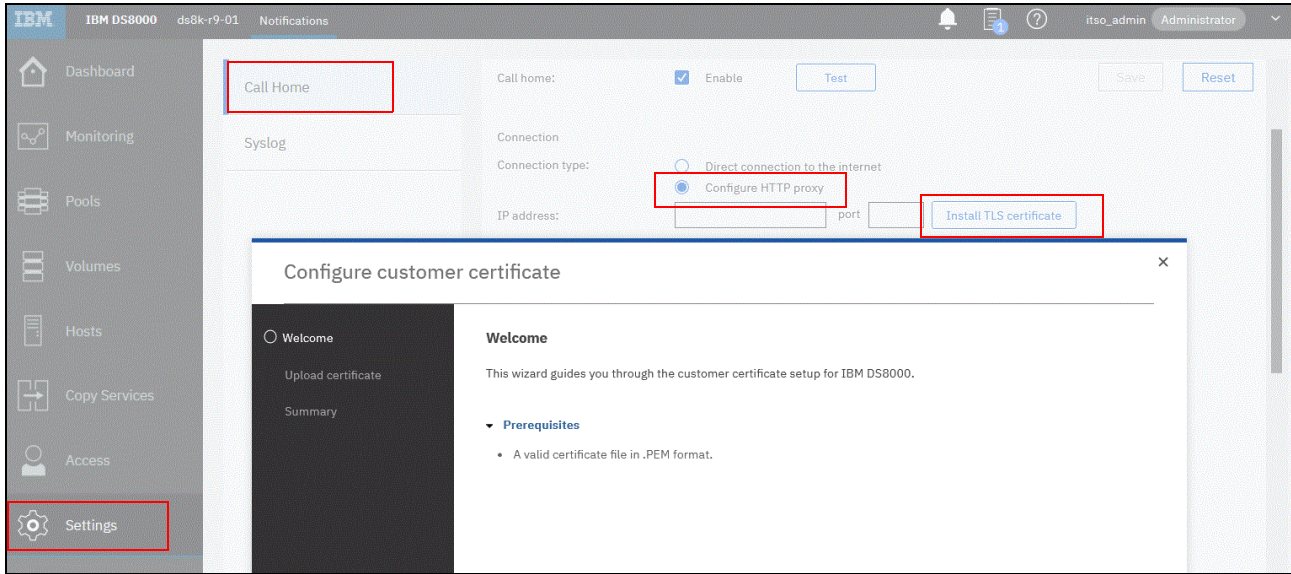 IBM IBM DS8000 ds8k-r9-01 Notifications 1 itso_admin Administrator
Dashboard
Monitoring
Pools
Volumes
Hosts
Copy Services
Access
Settings
Call Home
Syslog
Call home: Enable Test Save Reset
Connection
Connection type: Direct connection to the internet
Configure HTTP proxy
IP address: port Install TLS certificate
Configure customer certificate
Welcome
Upload certificate
Summary
Welcome
This wizard guides you through the customer certificate setup for IBM DS8000.
Prerequisites
• A valid certificate file in .PEM format.